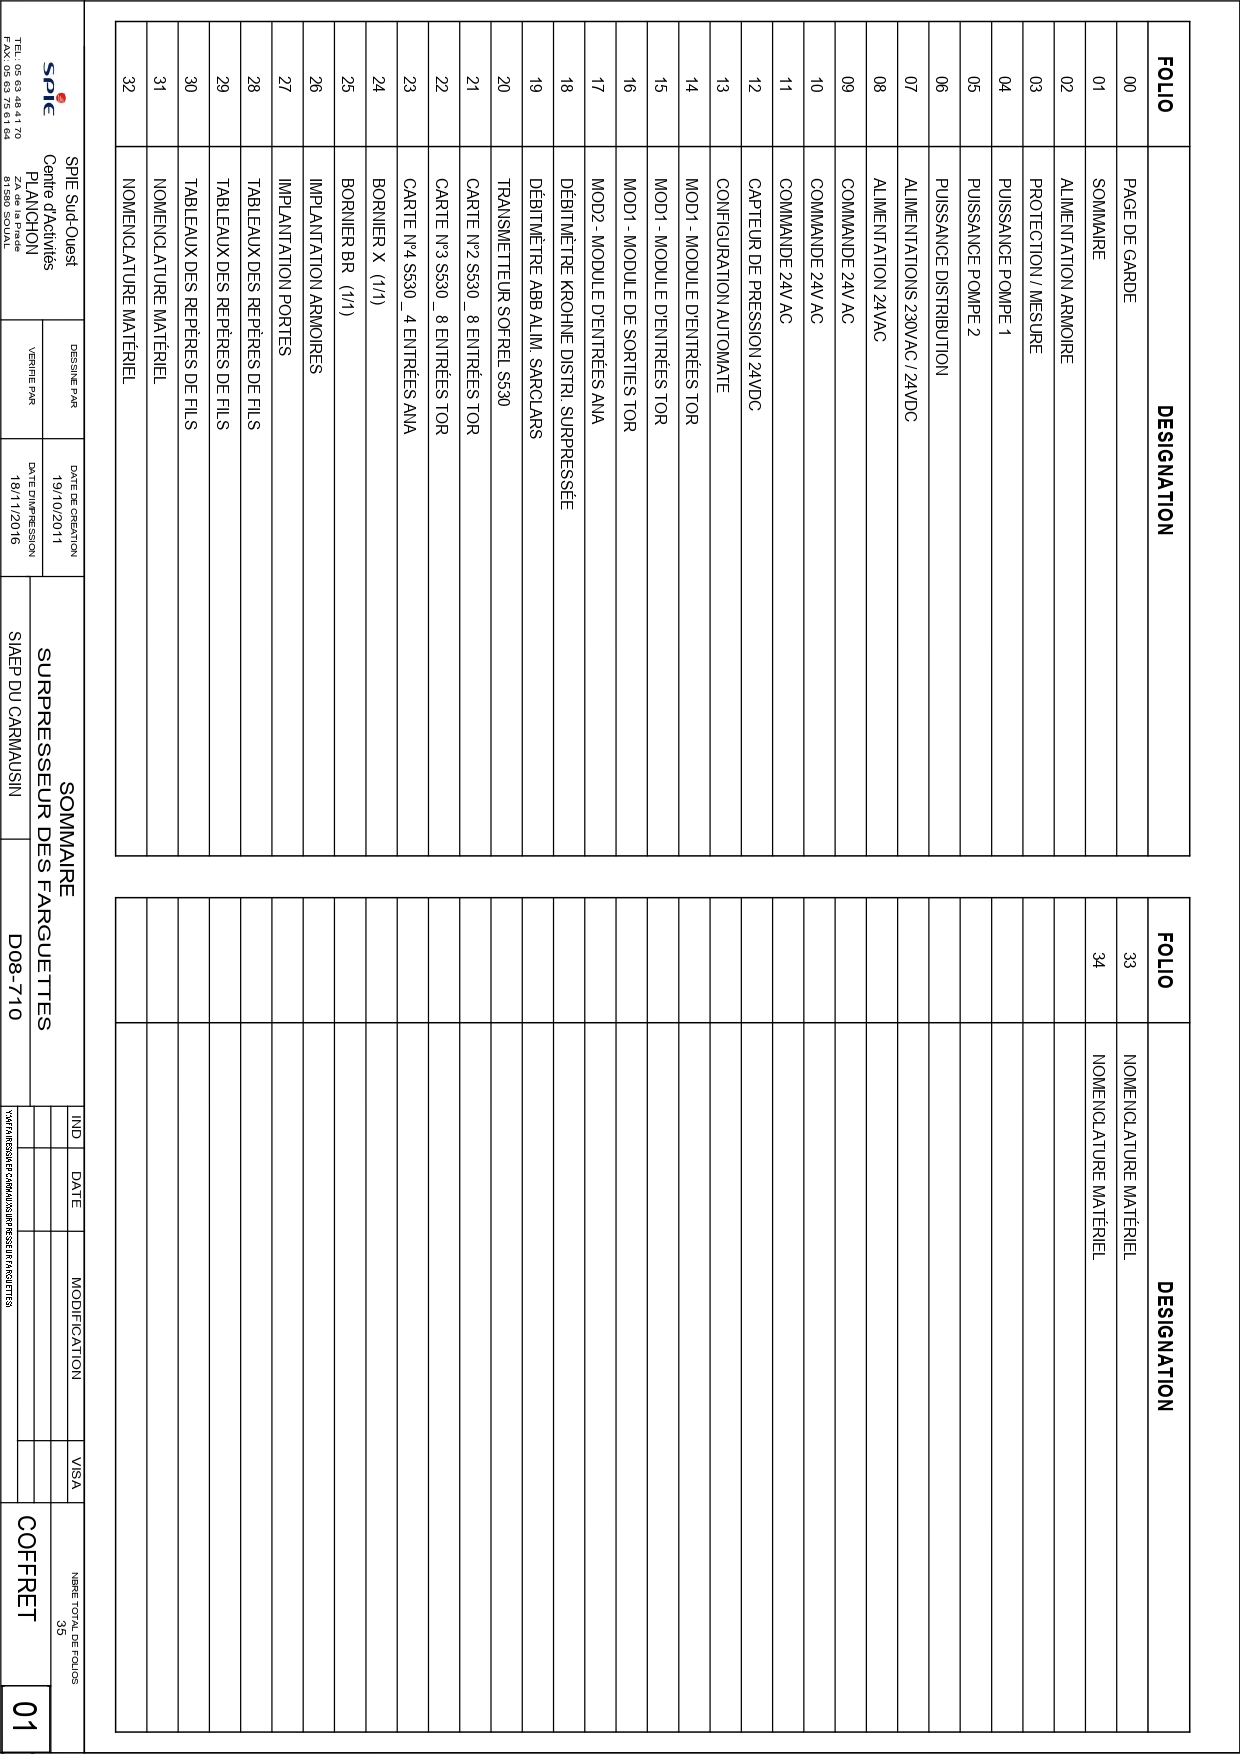 FOLIO DESIGNATION
00 PAGE DE GARDE
01 SOMMAIRE
02 ALIMENTATION ARMOIRE
03 PROTECTION / MESURE
04 PUISSANCE POMPE 1
05 PUISSANCE POMPE 2
06 PUISSANCE DISTRIBUTION
07 ALIMENTATIONS 230VAC / 24VDC
08 ALIMENTATION 24VAC
09 COMMANDE 24V AC
10 COMMANDE 24V AC
11 COMMANDE 24V AC
12 CAPTEUR DE PRESSION 24VDC
13 CONFIGURATION AUTOMATE
14 MOD1 - MODULE D'ENTRÉES TOR
15 MOD1 - MODULE D'ENTRÉES TOR
16 MOD1 - MODULE DE SORTIES TOR
17 MOD2 - MODULE D'ENTRÉES ANA
18 DÉBITMÈTRE KROHNE DISTRI. SURPRESSÉE
19 DÉBITMÈTRE ABB ALIM. SARCLARS
20 TRANSMETTEUR SOFREL S530
21 CARTE N°2 S530 _ 8 ENTRÉES TOR
22 CARTE N°3 S530 _ 8 ENTRÉES TOR
23 CARTE N°4 S530 _ 4 ENTRÉES ANA
24 BORNIER X (1/1)
25 BORNIER BR (1/1)
26 IMPLANTATION ARMOIRES
27 IMPLANTATION PORTES
28 TABLEAUX DES REPÈRES DE FILS
29 TABLEAUX DES REPÈRES DE FILS
30 TABLEAUX DES REPÈRES DE FILS
31 NOMENCLATURE MATÉRIEL
32 NOMENCLATURE MATÉRIEL
FOLIO DESIGNATION
33 NOMENCLATURE MATÉRIEL
34 NOMENCLATURE MATÉRIEL
SPIE
TEL: 05 63 48 41 70
FAX: 05 63 75 61 64
SPIE Sud-Ouest
Centre d'Activités
PLANCHON
ZA de la Prade
81580 SOUAL
DESSINE PAR
VERIFIE PAR
DATE DE CREATION
19/10/2011
DATE D'IMPRESSION
18/11/2016
SOMMAIRE
SURPRESSEUR DES FARGUETTES
SIAEP DU CARMAUSIN
D08-710
IND DATE MODIFICATION VISA
NBRE TOTAL DE FOLIOS
35
COFFRET
01